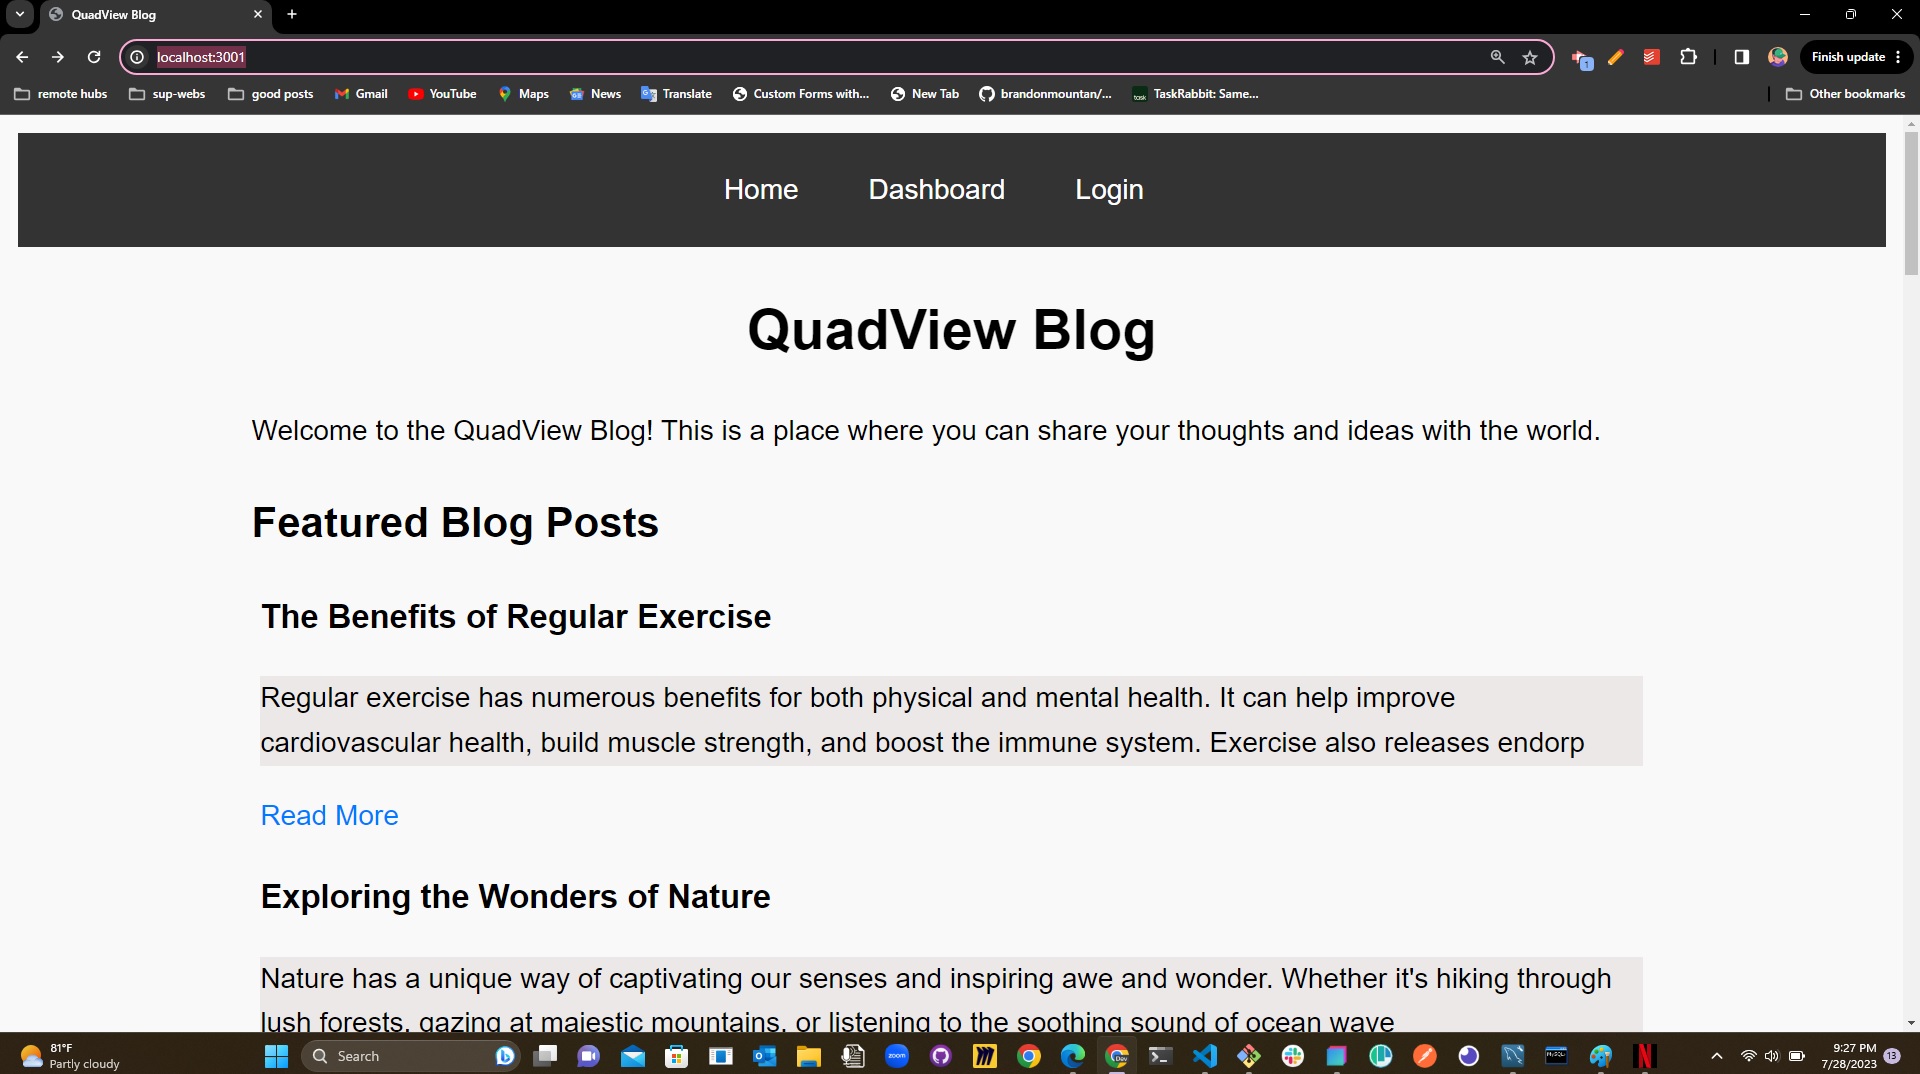 QuadView Blog
localhost:3001
Finish update
remote hubs
sup-webs
good posts
Gmail
YouTube
Maps
News
Translate
Custom Forms with...
New Tab
brandonmountan/...
TaskRabbit: Same...
Other bookmarks
1
Home
Dashboard
Login
QuadView Blog
Welcome to the QuadView Blog! This is a place where you can share your thoughts and ideas with the world.
Featured Blog Posts
The Benefits of Regular Exercise
Regular exercise has numerous benefits for both physical and mental health. It can help improve
cardiovascular health, build muscle strength, and boost the immune system. Exercise also releases endorp
Read More
Exploring the Wonders of Nature
Nature has a unique way of captivating our senses and inspiring awe and wonder. Whether it's hiking through
lush forests, gazing at majestic mountains, or listening to the soothing sound of ocean wave
81°F
Partly cloudy
Search
zoom
Dev
9:27 PM
7/28/2023
13